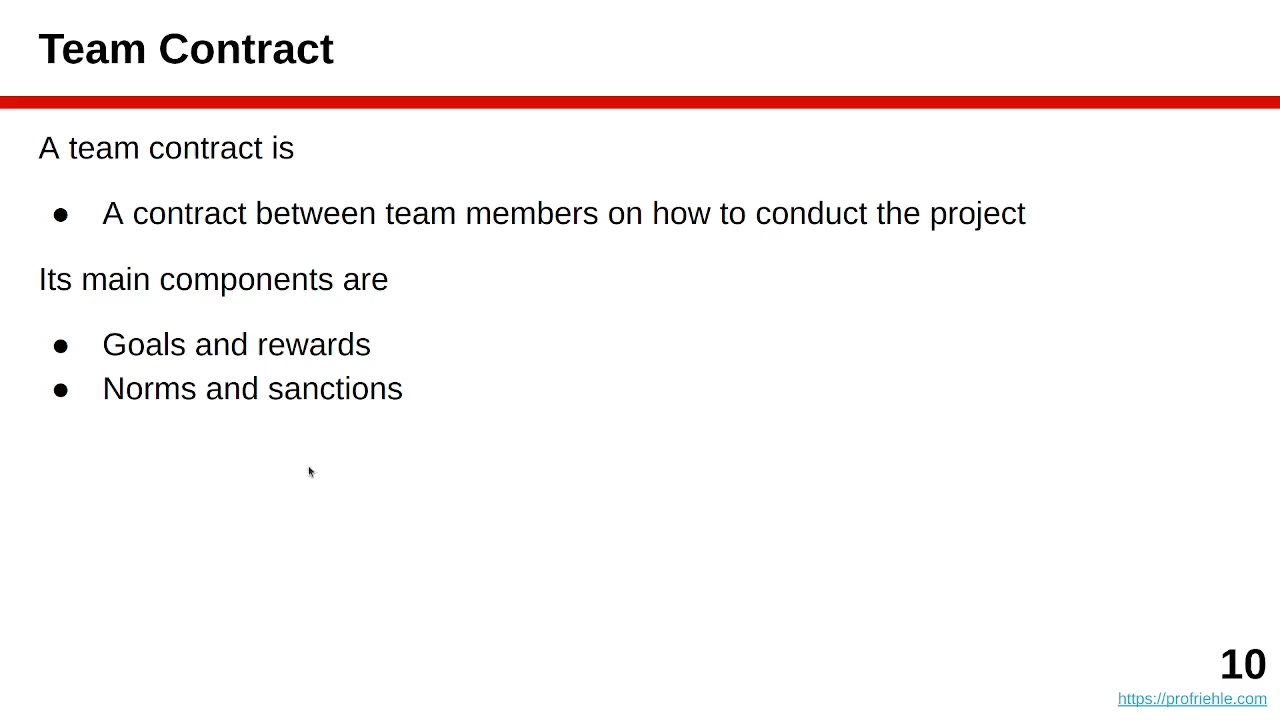 Team Contract
A team contract is
● A contract between team members on how to conduct the project
Its main components are
● Goals and rewards
● Norms and sanctions
10
https://profriehle.com